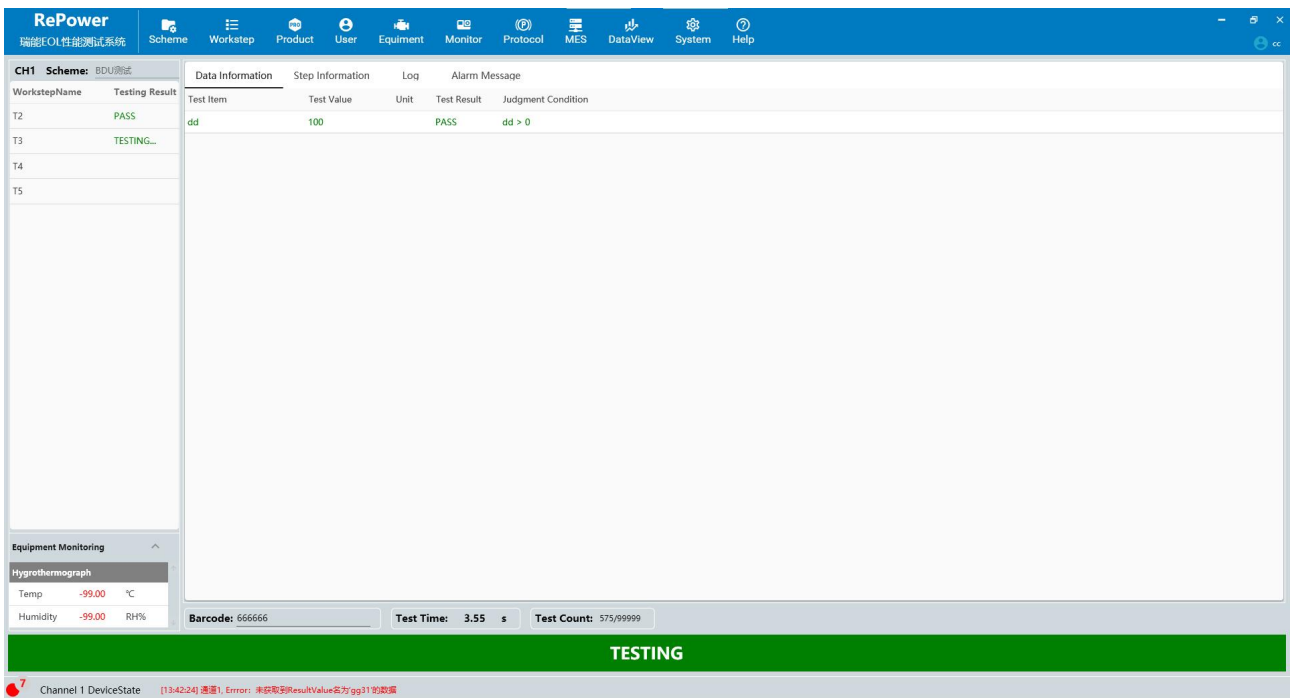 RePower
瑞能EOL性能测试系统
Scheme Workstep Product User Equiment Monitor Protocol MES DataView System Help
PRO
cc
CH1 Scheme: BDU测试
WorkstepName Testing Result
T2 PASS
T3 TESTING...
T4
T5
Data Information Step Information Log Alarm Message
Test Item Test Value Unit Test Result Judgment Condition
dd 100 PASS dd > 0
Equipment Monitoring
Hygrothermograph
Temp -99.00 ℃
Humidity -99.00 RH%
Barcode: 666666 Test Time: 3.55 s Test Count: 575/99999
TESTING
7 Channel 1 DeviceState [13:42:24] 通道1, Errror: 未获取到ResultValue名为'gg31'的数据